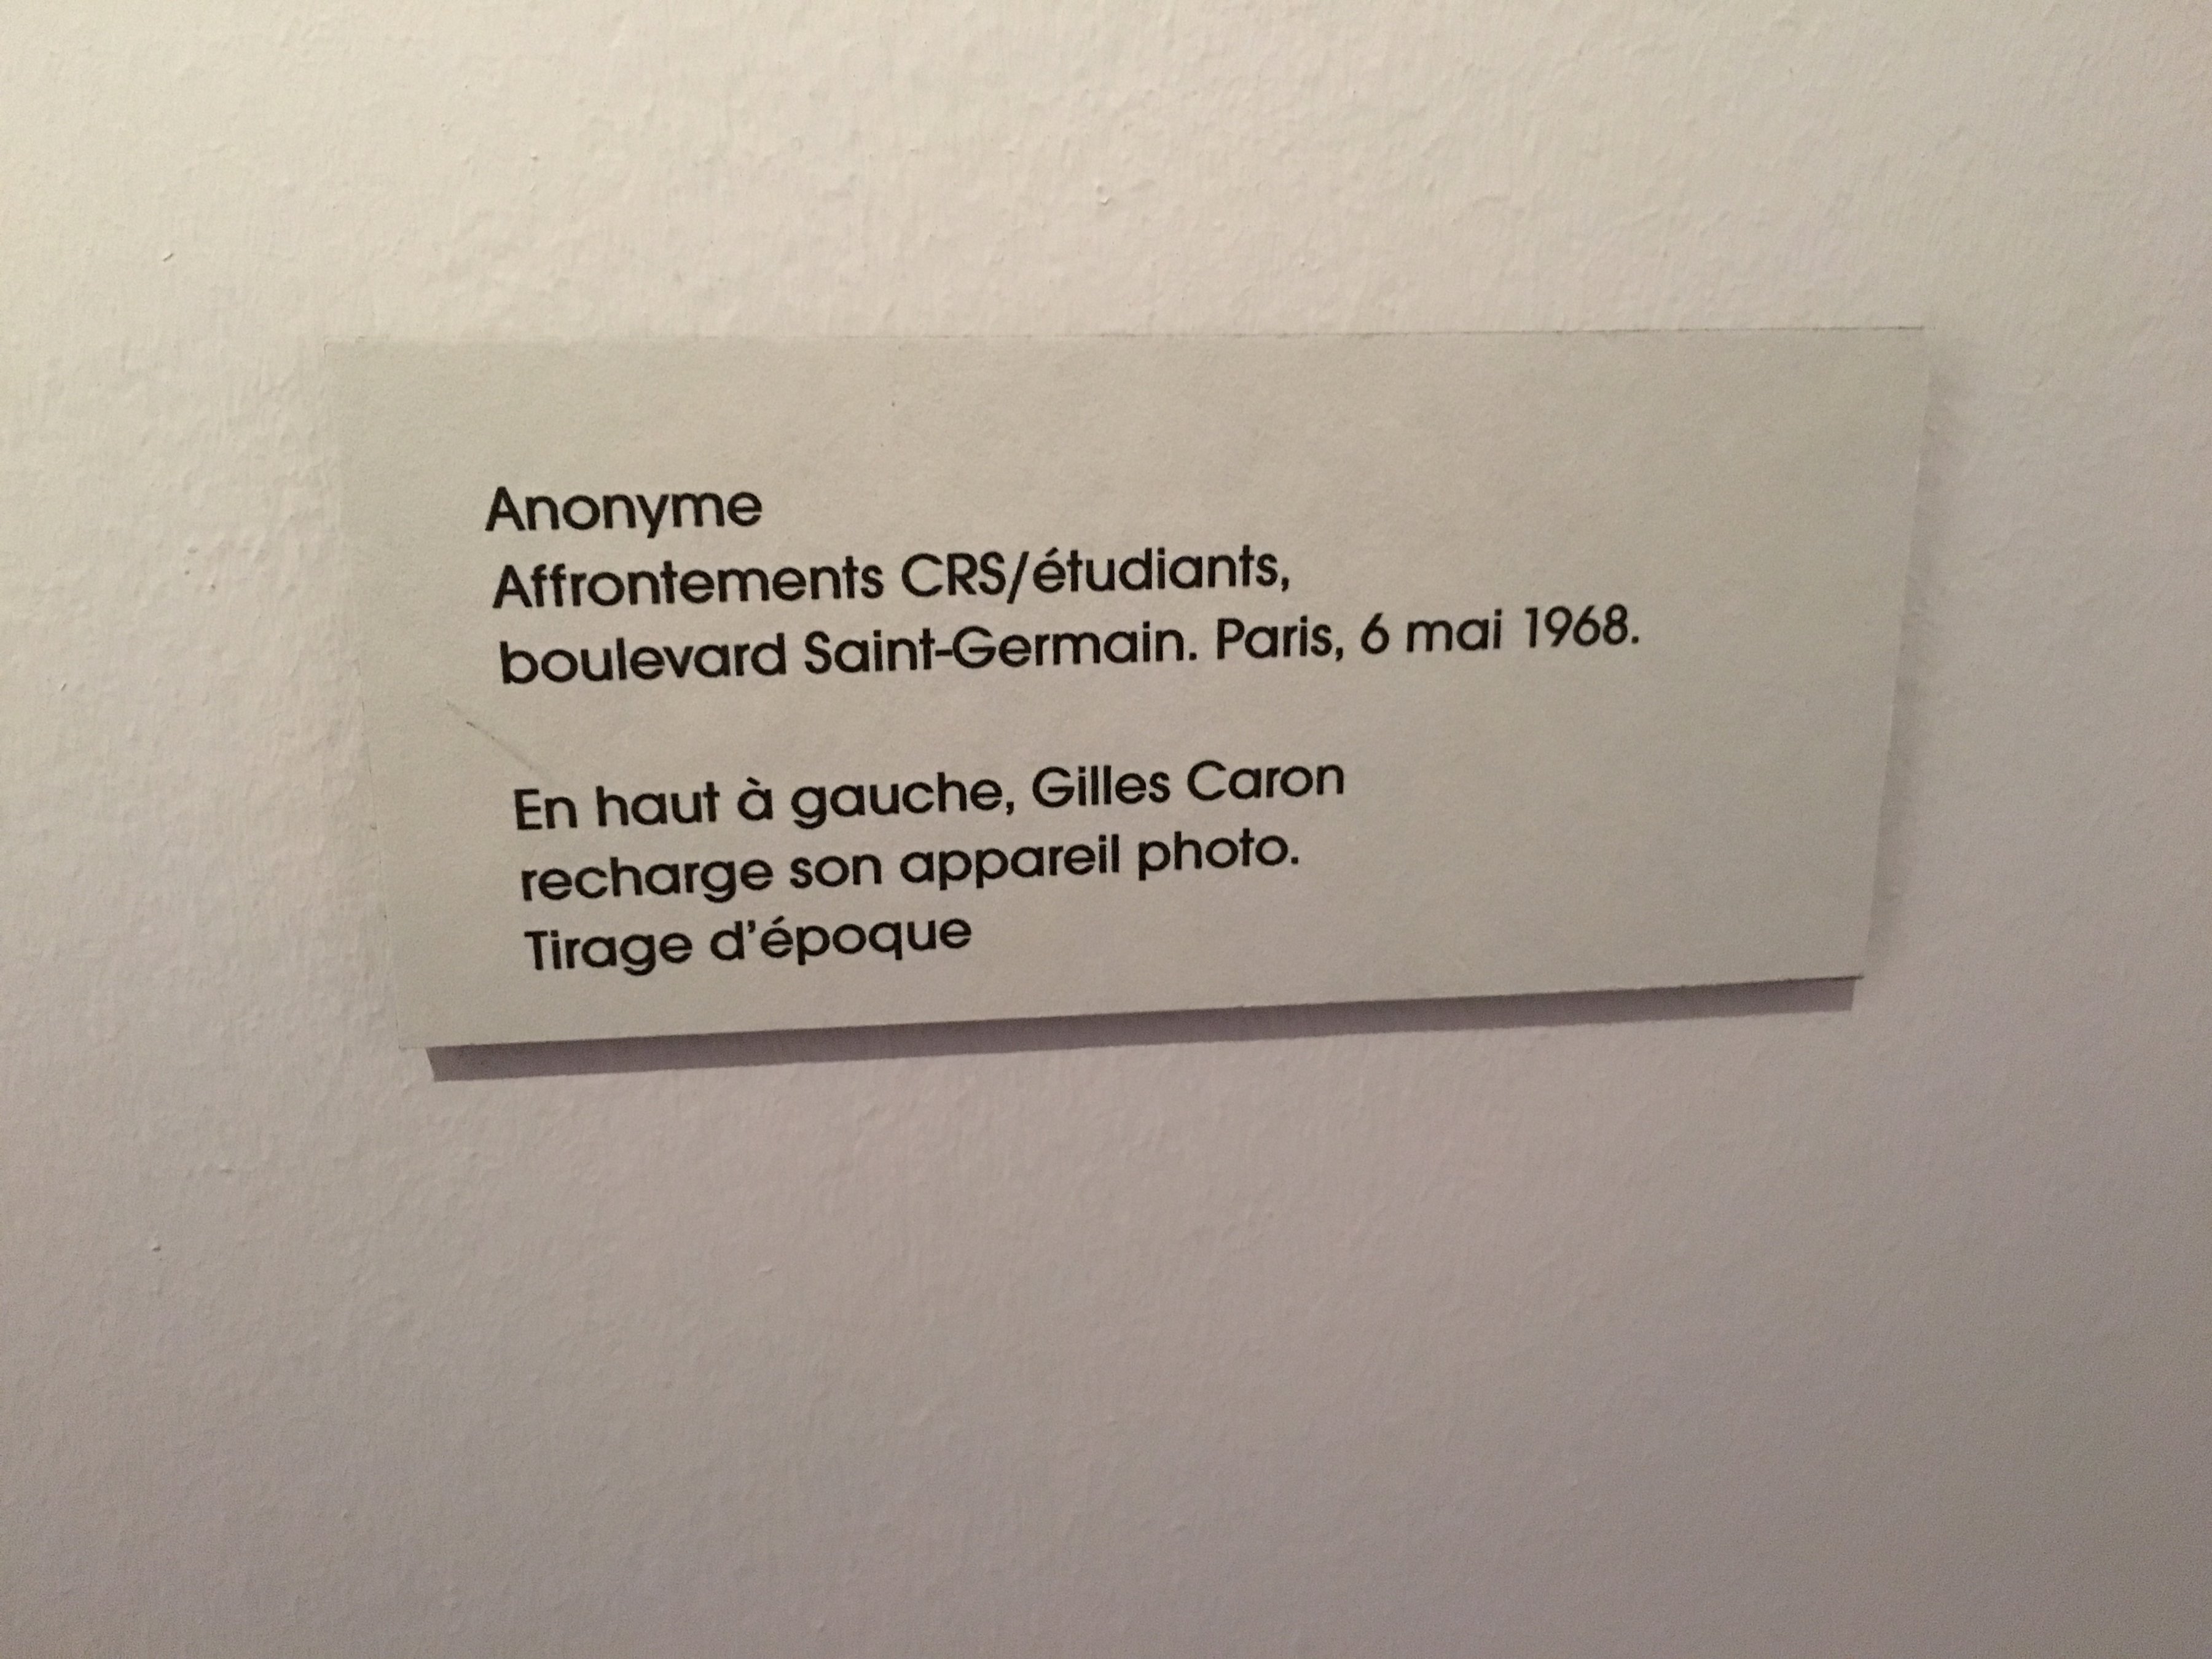 Anonyme
Affrontements CRS/étudiants,
boulevard Saint-Germain. Paris, 6 mai 1968.
En haut à gauche, Gilles Caron
recharge son appareil photo.
Tirage d'époque